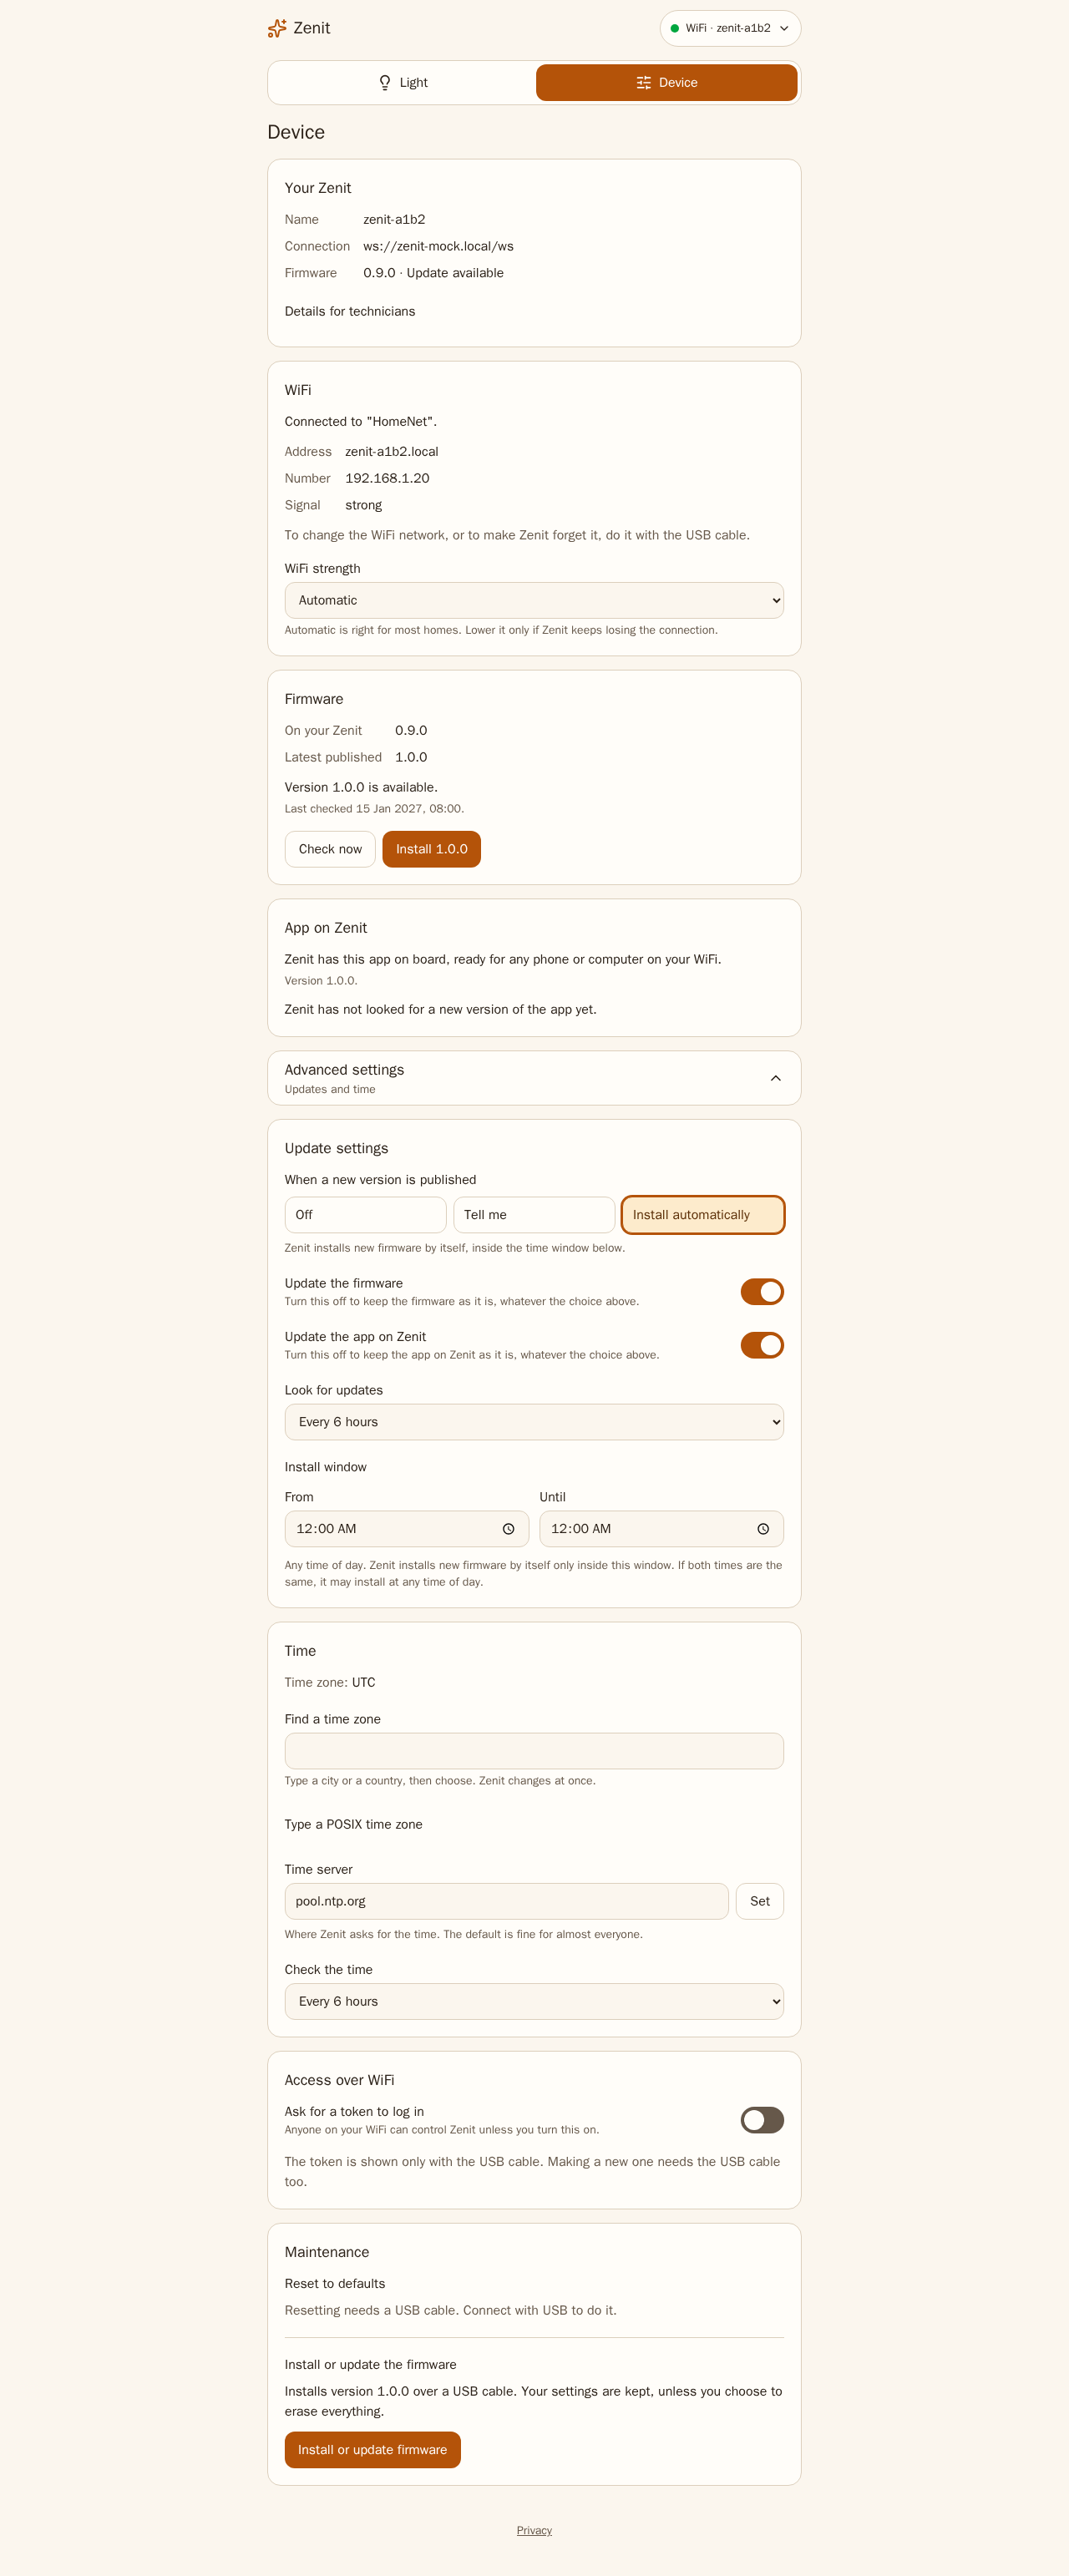 Zenit
WiFi · zenit-a1b2
Light
Device
Device
Your Zenit
Name zenit-a1b2
Connection ws://zenit-mock.local/ws
Firmware 0.9.0 · Update available
Details for technicians
WiFi
Connected to "HomeNet".
Address zenit-a1b2.local
Number 192.168.1.20
Signal strong
To change the WiFi network, or to make Zenit forget it, do it with the USB cable.
WiFi strength
Automatic
Automatic is right for most homes. Lower it only if Zenit keeps losing the connection.
Firmware
On your Zenit 0.9.0
Latest published 1.0.0
Version 1.0.0 is available.
Last checked 15 Jan 2027, 08:00.
Check now
Install 1.0.0
App on Zenit
Zenit has this app on board, ready for any phone or computer on your WiFi.
Version 1.0.0.
Zenit has not looked for a new version of the app yet.
Advanced settings
Updates and time
Update settings
When a new version is published
Off
Tell me
Install automatically
Zenit installs new firmware by itself, inside the time window below.
Update the firmware
Turn this off to keep the firmware as it is, whatever the choice above.
Update the app on Zenit
Turn this off to keep the app on Zenit as it is, whatever the choice above.
Look for updates
Every 6 hours
Install window
From
Until
12:00 AM
12:00 AM
Any time of day. Zenit installs new firmware by itself only inside this window. If both times are the
same, it may install at any time of day.
Time
Time zone: UTC
Find a time zone
Type a city or a country, then choose. Zenit changes at once.
Type a POSIX time zone
Time server
pool.ntp.org
Set
Where Zenit asks for the time. The default is fine for almost everyone.
Check the time
Every 6 hours
Access over WiFi
Ask for a token to log in
Anyone on your WiFi can control Zenit unless you turn this on.
The token is shown only with the USB cable. Making a new one needs the USB cable
too.
Maintenance
Reset to defaults
Resetting needs a USB cable. Connect with USB to do it.
Install or update the firmware
Installs version 1.0.0 over a USB cable. Your settings are kept, unless you choose to
erase everything.
Install or update firmware
Privacy